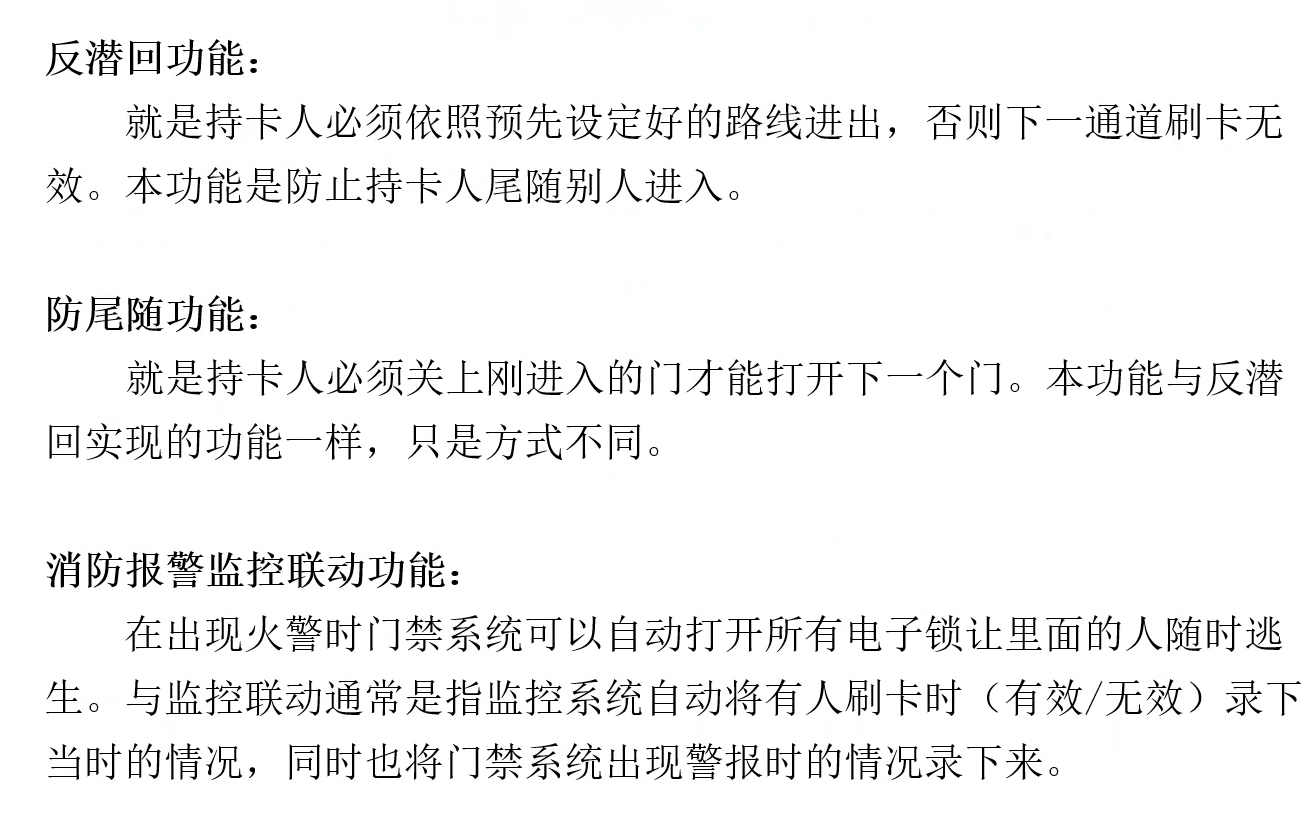 反潜回功能：
就是持卡人必须依照预先设定好的路线进出，否则下一通道刷卡无
效。本功能是防止持卡人尾随别人进入。
防尾随功能：
就是持卡人必须关上刚进入的门才能打开下一个门。本功能与反潜
回实现的功能一样，只是方式不同。
消防报警监控联动功能：
在出现火警时门禁系统可以自动打开所有电子锁让里面的人随时逃
生。与监控联动通常是指监控系统自动将有人刷卡时（有效/无效）录下
当时的情况，同时也将门禁系统出现警报时的情况录下来。